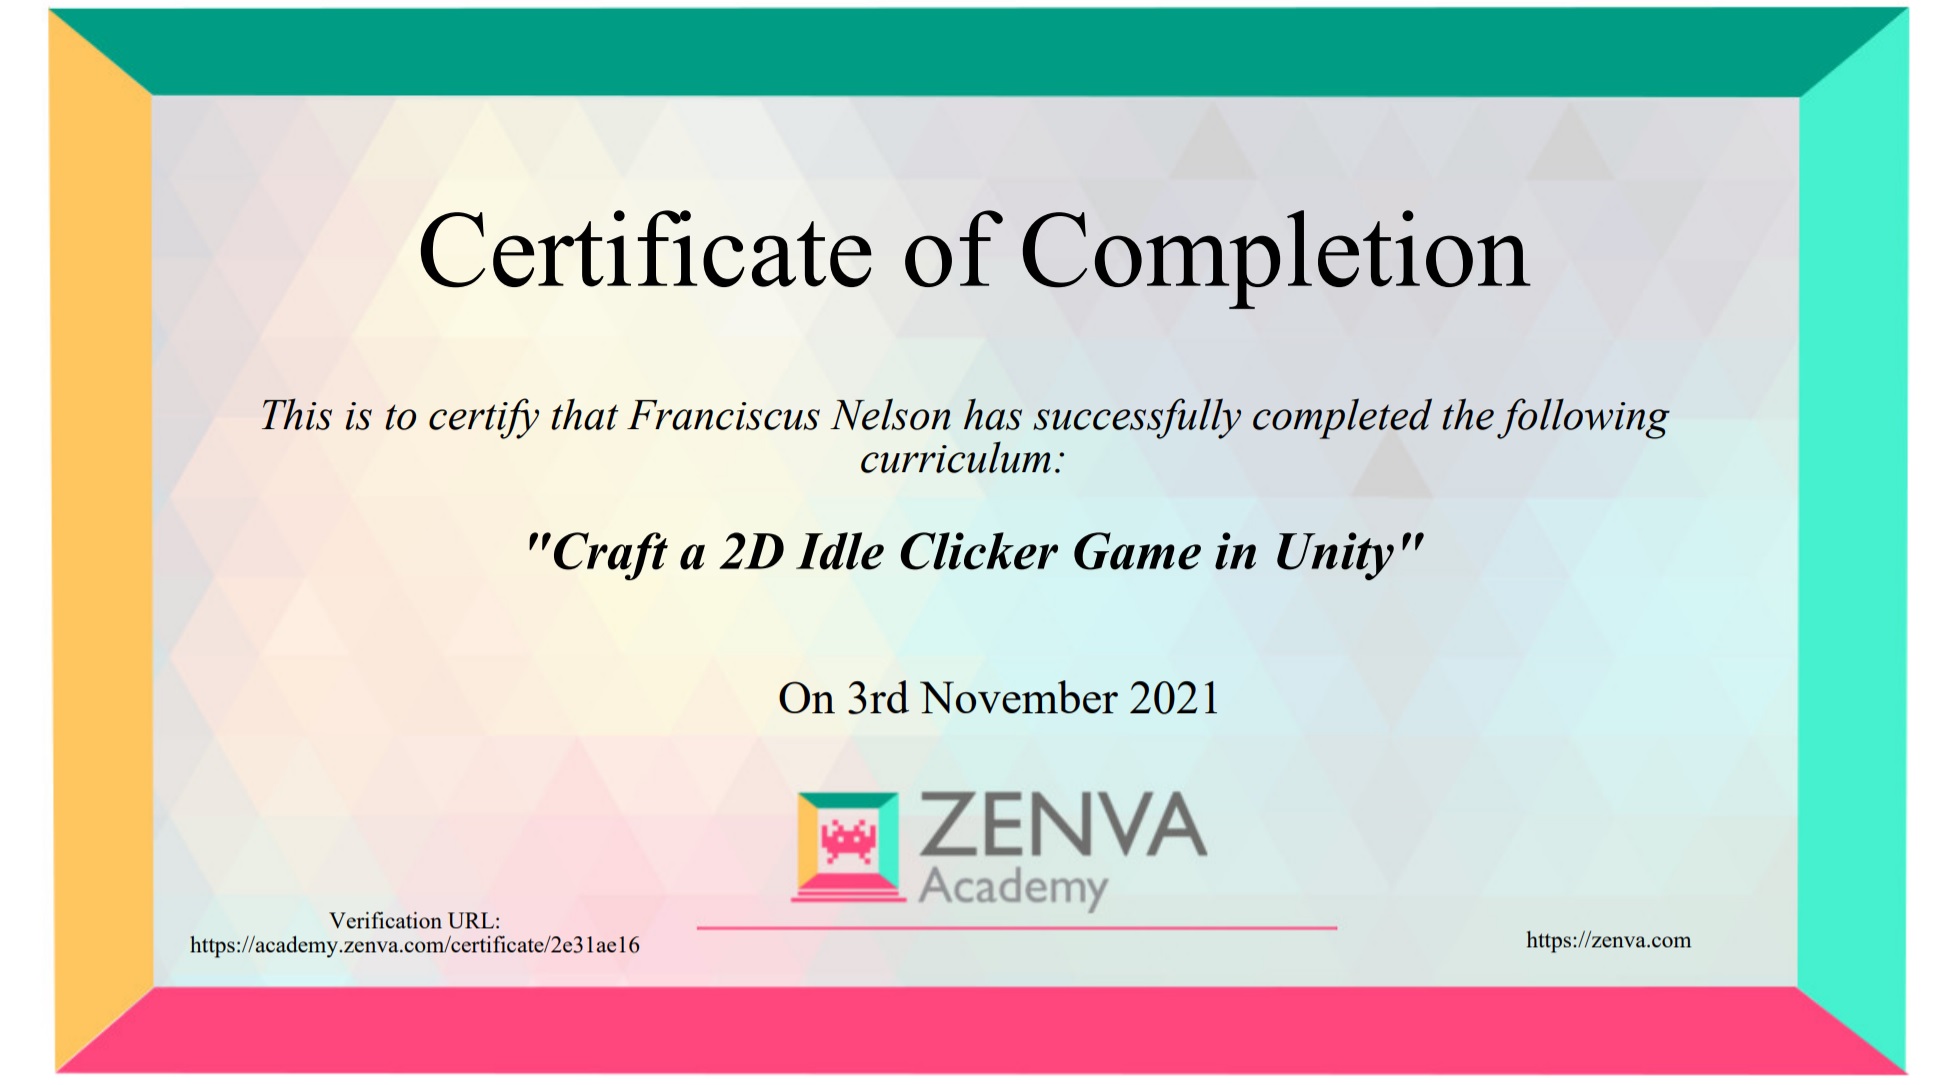 Certificate of Completion
This is to certify that Franciscus Nelson has successfully completed the following
curriculum:
"Craft a 2D Idle Clicker Game in Unity"
On 3rd November 2021
ZENVA
Academy
Verification URL:
https://academy.zenva.com/certificate/2e31ae16
https://zenva.com